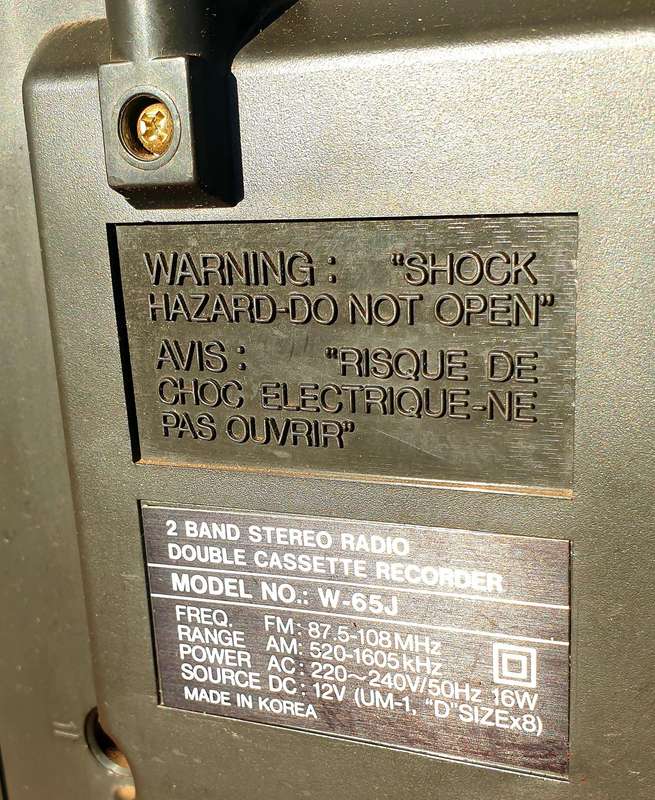 WARNING: "SHOCK
HAZARD-DO NOT OPEN"
AVIS: "RISQUE DE
CHOC ELECTRIQUE-NE
PAS OUVRIR"
2 BAND STEREO RADIO
DOUBLE CASSETTE RECORDER
MODEL NO.: W-65J
FREQ. FM: 87.5-108MHz
RANGE AM: 520-1605kHz
POWER AC: 220~240V/50Hz 16W
SOURCE DC: 12V (UM-1, "D"SIZEx8)
MADE IN KOREA